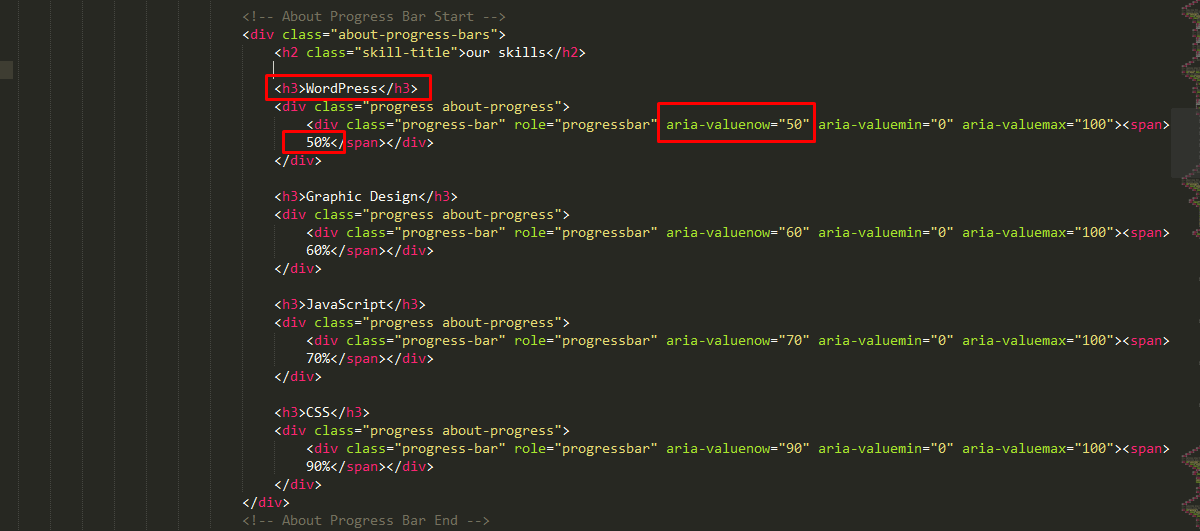 <!-- About Progress Bar Start -->
<div class="about-progress-bars">
<h2 class="skill-title">our skills</h2>
<h3>WordPress</h3>
<div class="progress about-progress">
<div class="progress-bar" role="progressbar" aria-valuenow="50" aria-valuemin="0" aria-valuemax="100"><span>
50%</span></div>
</div>
<h3>Graphic Design</h3>
<div class="progress about-progress">
<div class="progress-bar" role="progressbar" aria-valuenow="60" aria-valuemin="0" aria-valuemax="100"><span>
60%</span></div>
</div>
<h3>JavaScript</h3>
<div class="progress about-progress">
<div class="progress-bar" role="progressbar" aria-valuenow="70" aria-valuemin="0" aria-valuemax="100"><span>
70%</span></div>
</div>
<h3>CSS</h3>
<div class="progress about-progress">
<div class="progress-bar" role="progressbar" aria-valuenow="90" aria-valuemin="0" aria-valuemax="100"><span>
90%</span></div>
</div>
</div>
<!-- About Progress Bar End -->